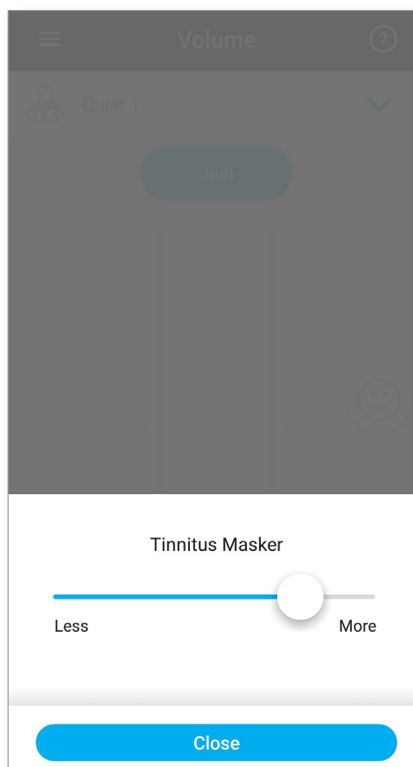 Volume
?
Quiet 1
Join
Tinnitus Masker
Less
More
Close